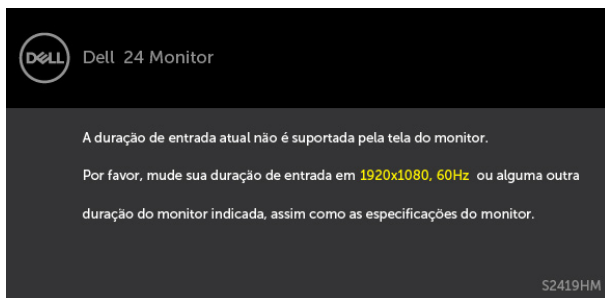 DELL
Dell 24 Monitor
A duração de entrada atual não é suportada pela tela do monitor.
Por favor, mude sua duração de entrada em 1920x1080, 60Hz ou alguma outra
duração do monitor indicada, assim como as especificações do monitor.
S2419HM